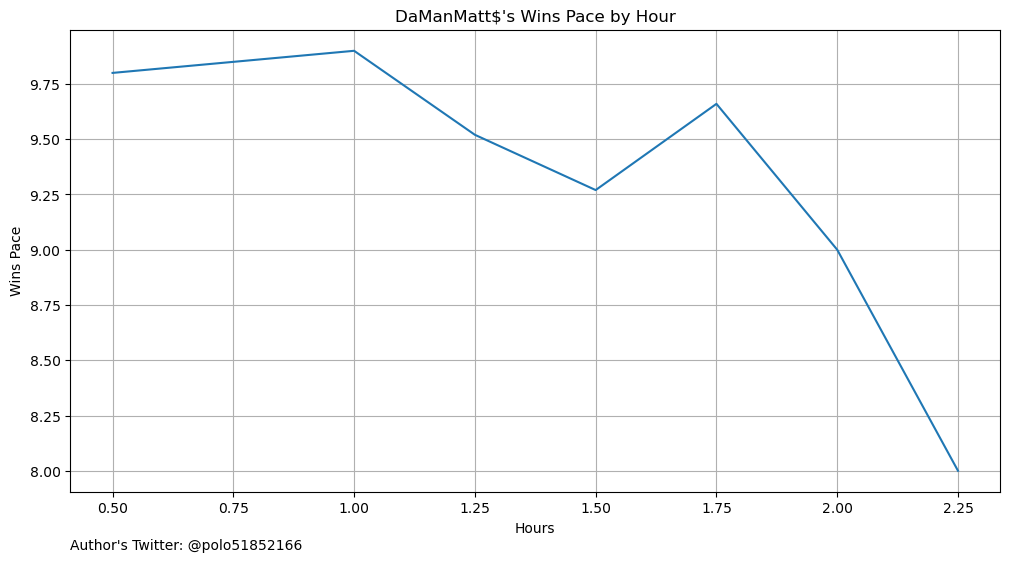 DaManMatt$'s Wins Pace by Hour
Wins Pace
9.75
9.50
9.25
9.00
8.75
8.50
8.25
8.00
0.50 0.75 1.00 1.25 1.50 1.75 2.00 2.25
Hours
Author's Twitter: @polo51852166